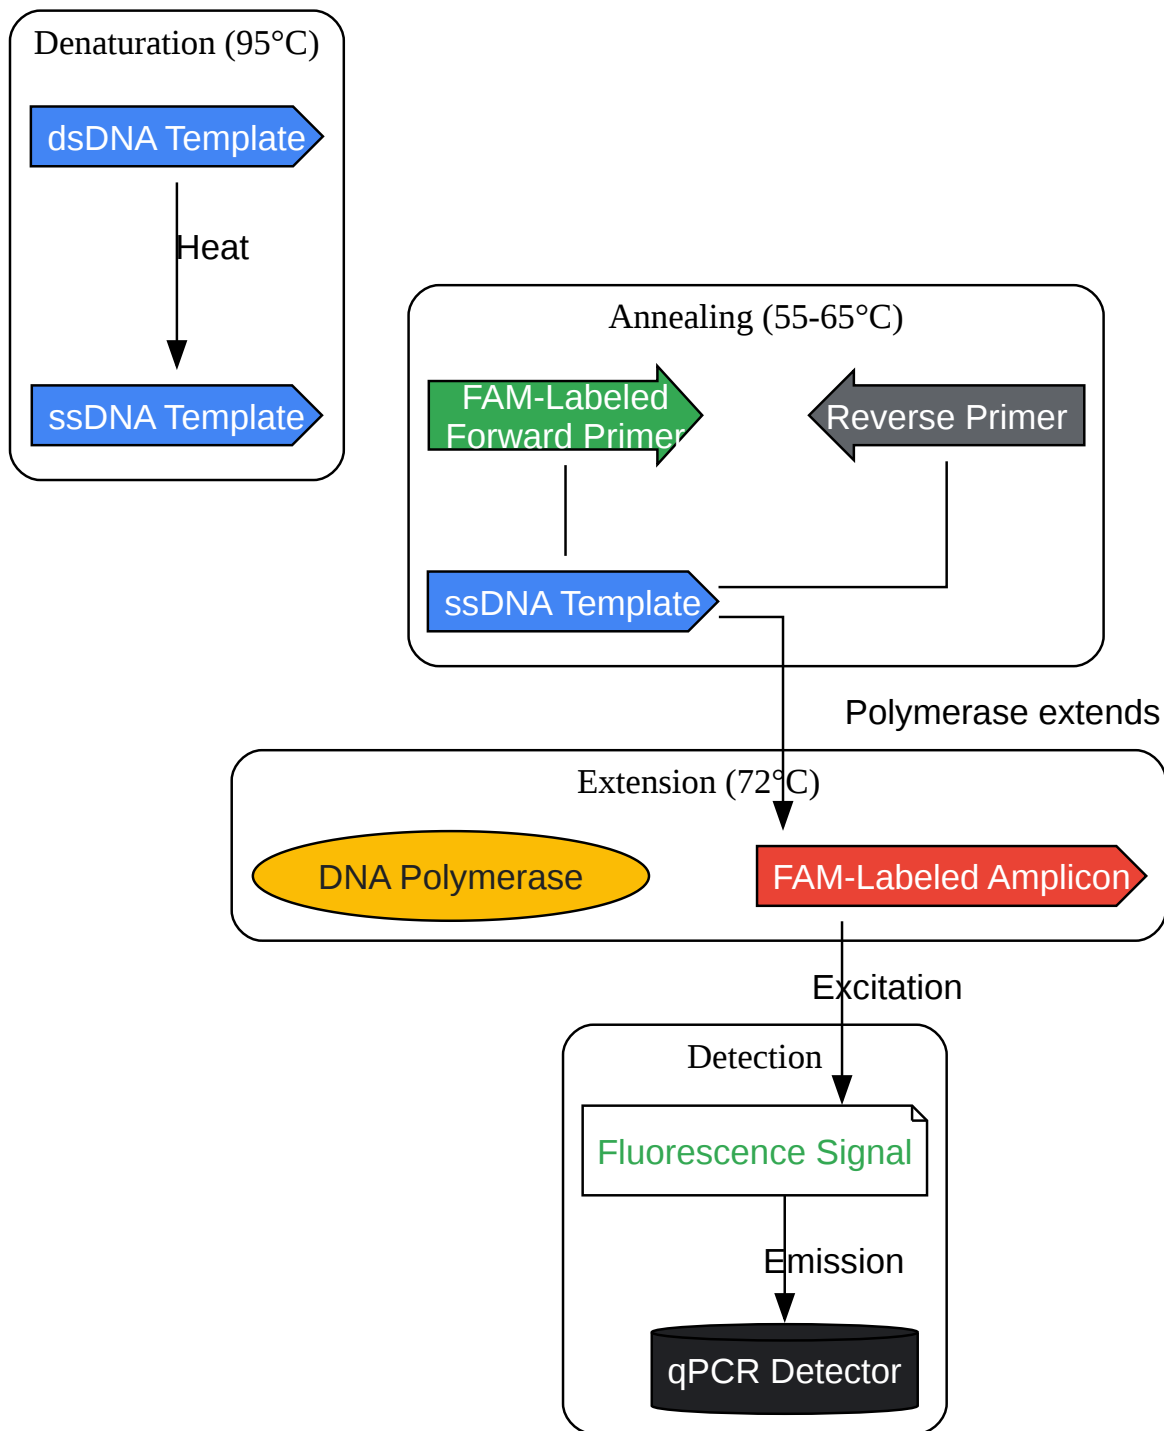 Denaturation (95°C)
dsDNA Template
Heat
ssDNA Template
Annealing (55-65°C)
FAM-Labeled
Forward Primer
Reverse Primer
ssDNA Template
Polymerase extends
Extension (72°C)
DNA Polymerase
FAM-Labeled Amplicon
Excitation
Detection
Fluorescence Signal
Emission
qPCR Detector